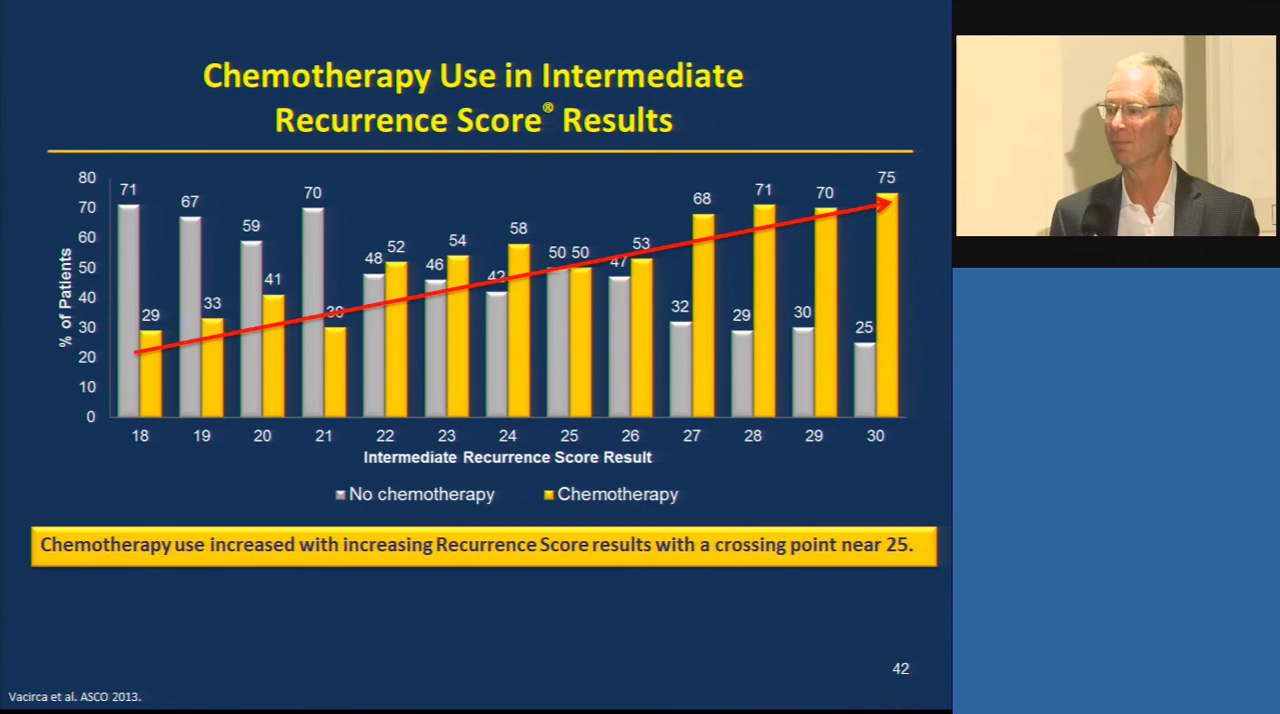 Chemotherapy Use in Intermediate
Recurrence Score® Results
% of Patients
80
70
60
50
40
30
20
10
0
71 29
67 33
59 41
70 30
48 52
46 54
42 58
50 50
47 53
32 68
29 71
30 70
25 75
18 19 20 21 22 23 24 25 26 27 28 29 30
Intermediate Recurrence Score Result
No chemotherapy Chemotherapy
Chemotherapy use increased with increasing Recurrence Score results with a crossing point near 25.
42
Vacirca et al. ASCO 2013.